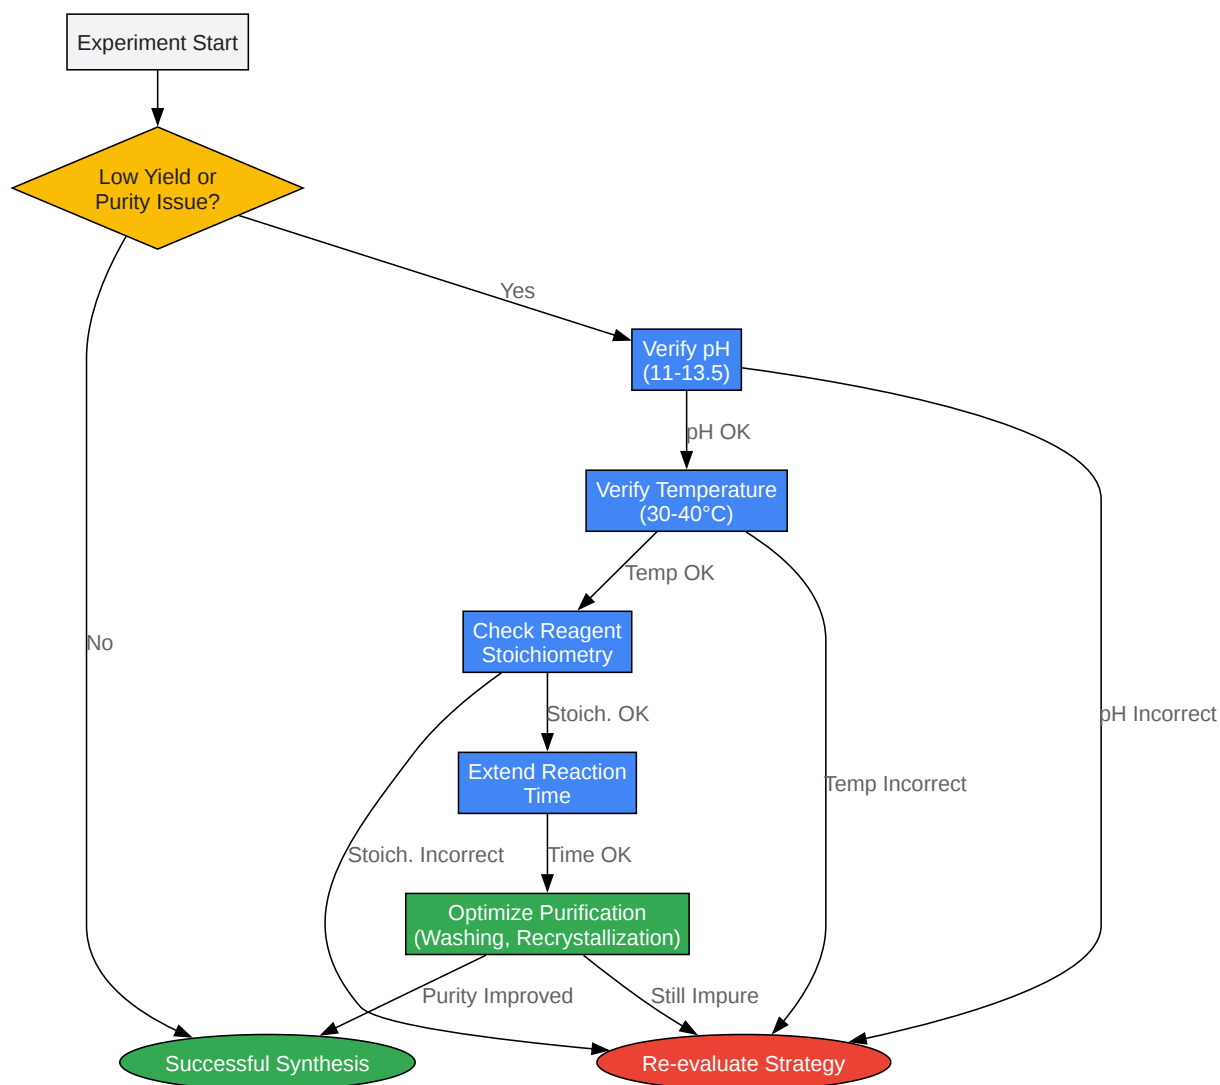 Experiment Start
Low Yield or
Purity Issue?
Yes
Verify pH
(11-13.5)
pH OK
Verify Temperature
(30-40°C)
Temp OK
Check Reagent
Stoichiometry
No
Stoich. OK
pH Incorrect
Extend Reaction
Time
Temp Incorrect
Stoich. Incorrect
Time OK
Optimize Purification
(Washing, Recrystallization)
Purity Improved
Still Impure
Successful Synthesis
Re-evaluate Strategy